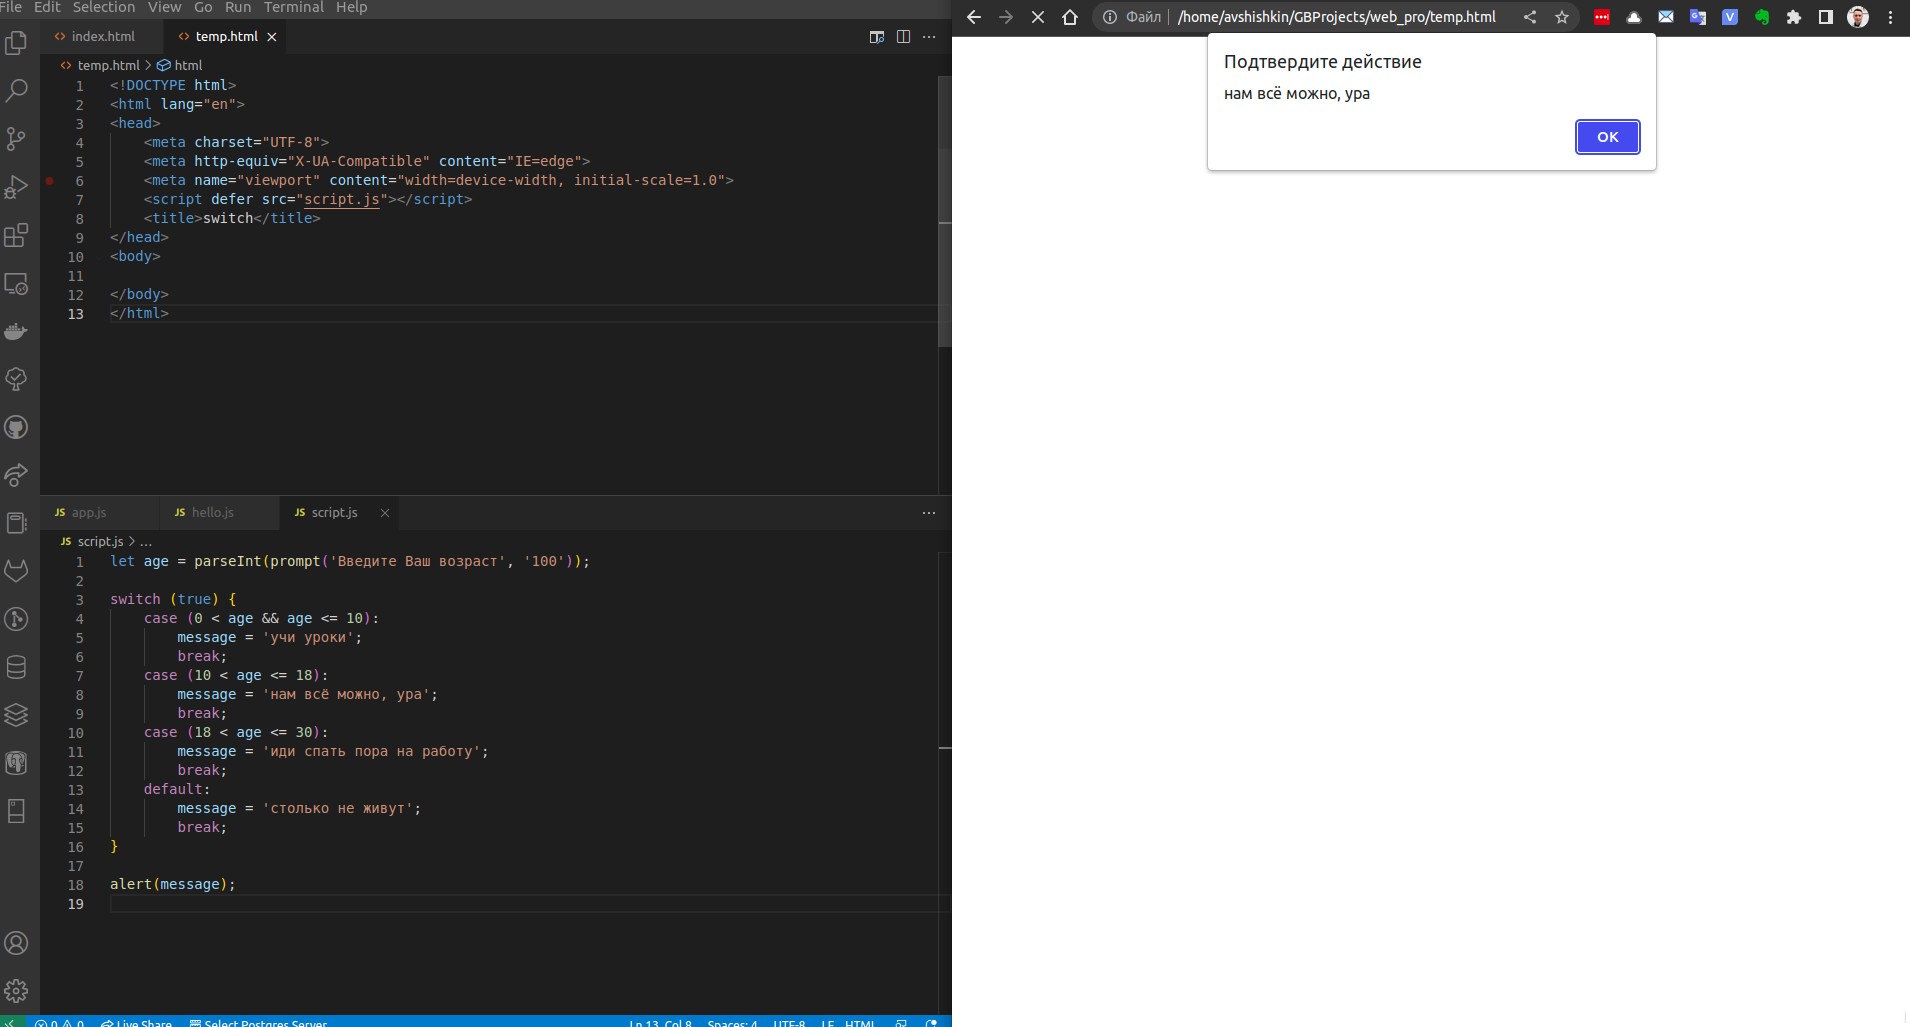 File Edit Selection View Go Run Terminal Help
index.html temp.html
temp.html > html
1 <!DOCTYPE html>
2 <html lang="en">
3 <head>
4 <meta charset="UTF-8">
5 <meta http-equiv="X-UA-Compatible" content="IE=edge">
6 <meta name="viewport" content="width=device-width, initial-scale=1.0">
7 <script defer src="script.js"></script>
8 <title>switch</title>
9 </head>
10 <body>
11
12 </body>
13 </html>
JS app.js JS hello.js JS script.js
JS script.js > ...
1 let age = parseInt(prompt('Введите Ваш возраст', '100'));
2
3 switch (true) {
4 case (0 < age && age <= 10):
5 message = 'учи уроки';
6 break;
7 case (10 < age <= 18):
8 message = 'нам всё можно, ура';
9 break;
10 case (18 < age <= 30):
11 message = 'иди спать пора на работу';
12 break;
13 default:
14 message = 'столько не живут';
15 break;
16 }
17
18 alert(message);
19
0 0 Live Share Select Postgres Server Ln 13, Col 8 Spaces: 4 UTF-8 LF HTML
Файл /home/avshishkin/GBProjects/web_pro/temp.html
Подтвердите действие
нам всё можно, ура
OK